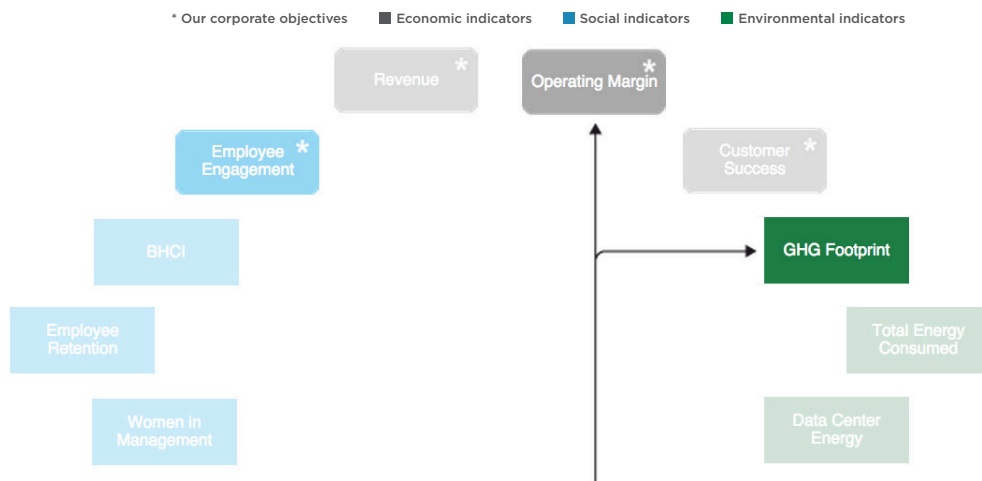 * Our corporate objectives
Economic indicators
Social indicators
Environmental indicators
Revenue *
Operating Margin *
Employee
Engagement *
Customer
Success *
BHCI
GHG Footprint
Employee
Retention
Total Energy
Consumed
Women in
Management
Data Center
Energy